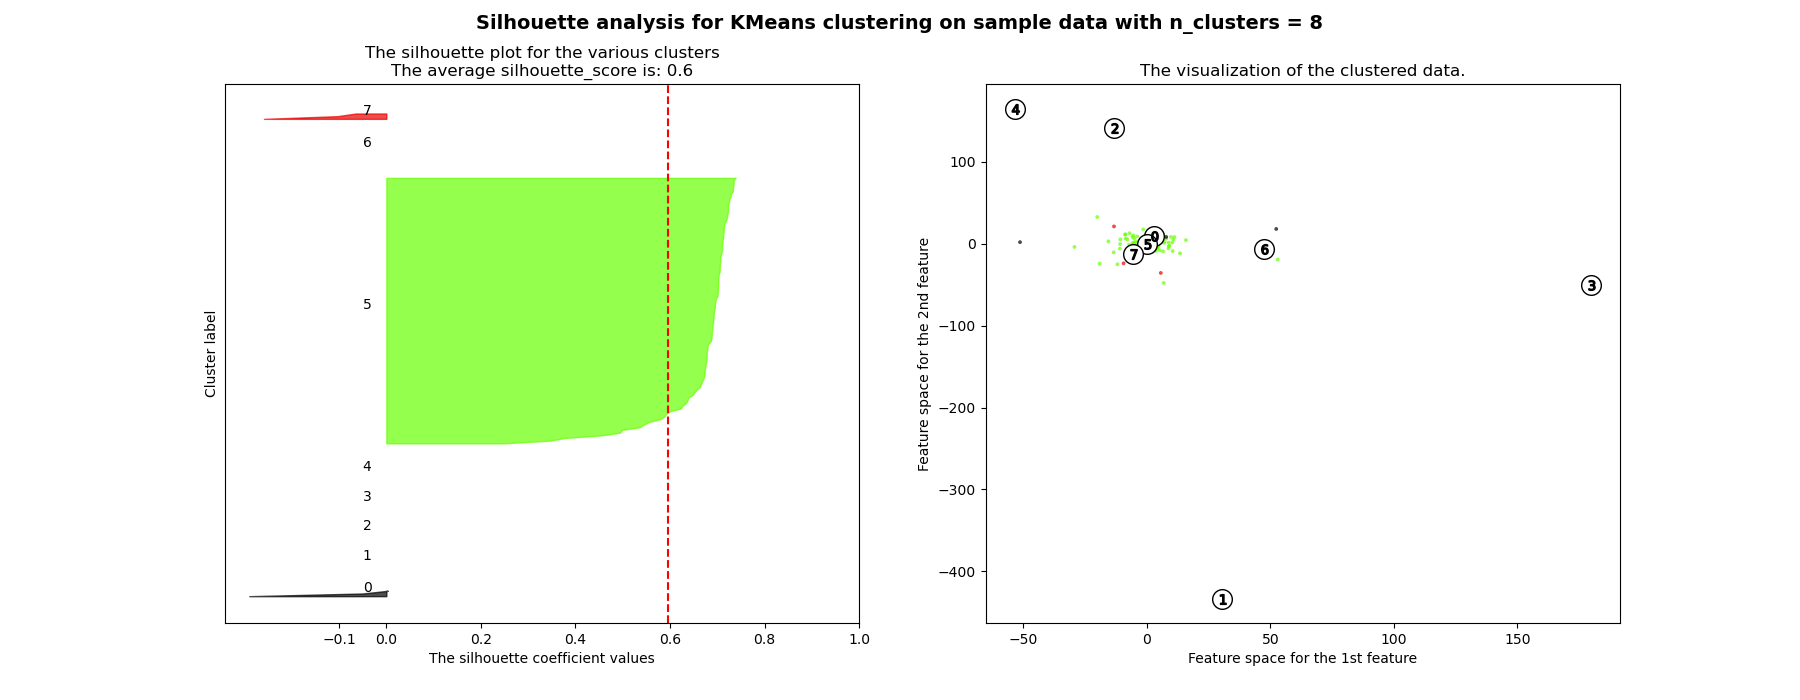 Silhouette analysis for KMeans clustering on sample data with n_clusters = 8
The silhouette plot for the various clusters
The average silhouette_score is: 0.6
7
6
5
4
3
2
1
0
Cluster label
−0.1 0.0 0.2 0.4 0.6 0.8 1.0
The silhouette coefficient values
The visualization of the clustered data.
4
2
0
5
7
6
3
1
100
0
−100
−200
−300
−400
Feature space for the 2nd feature
−50 0 50 100 150
Feature space for the 1st feature